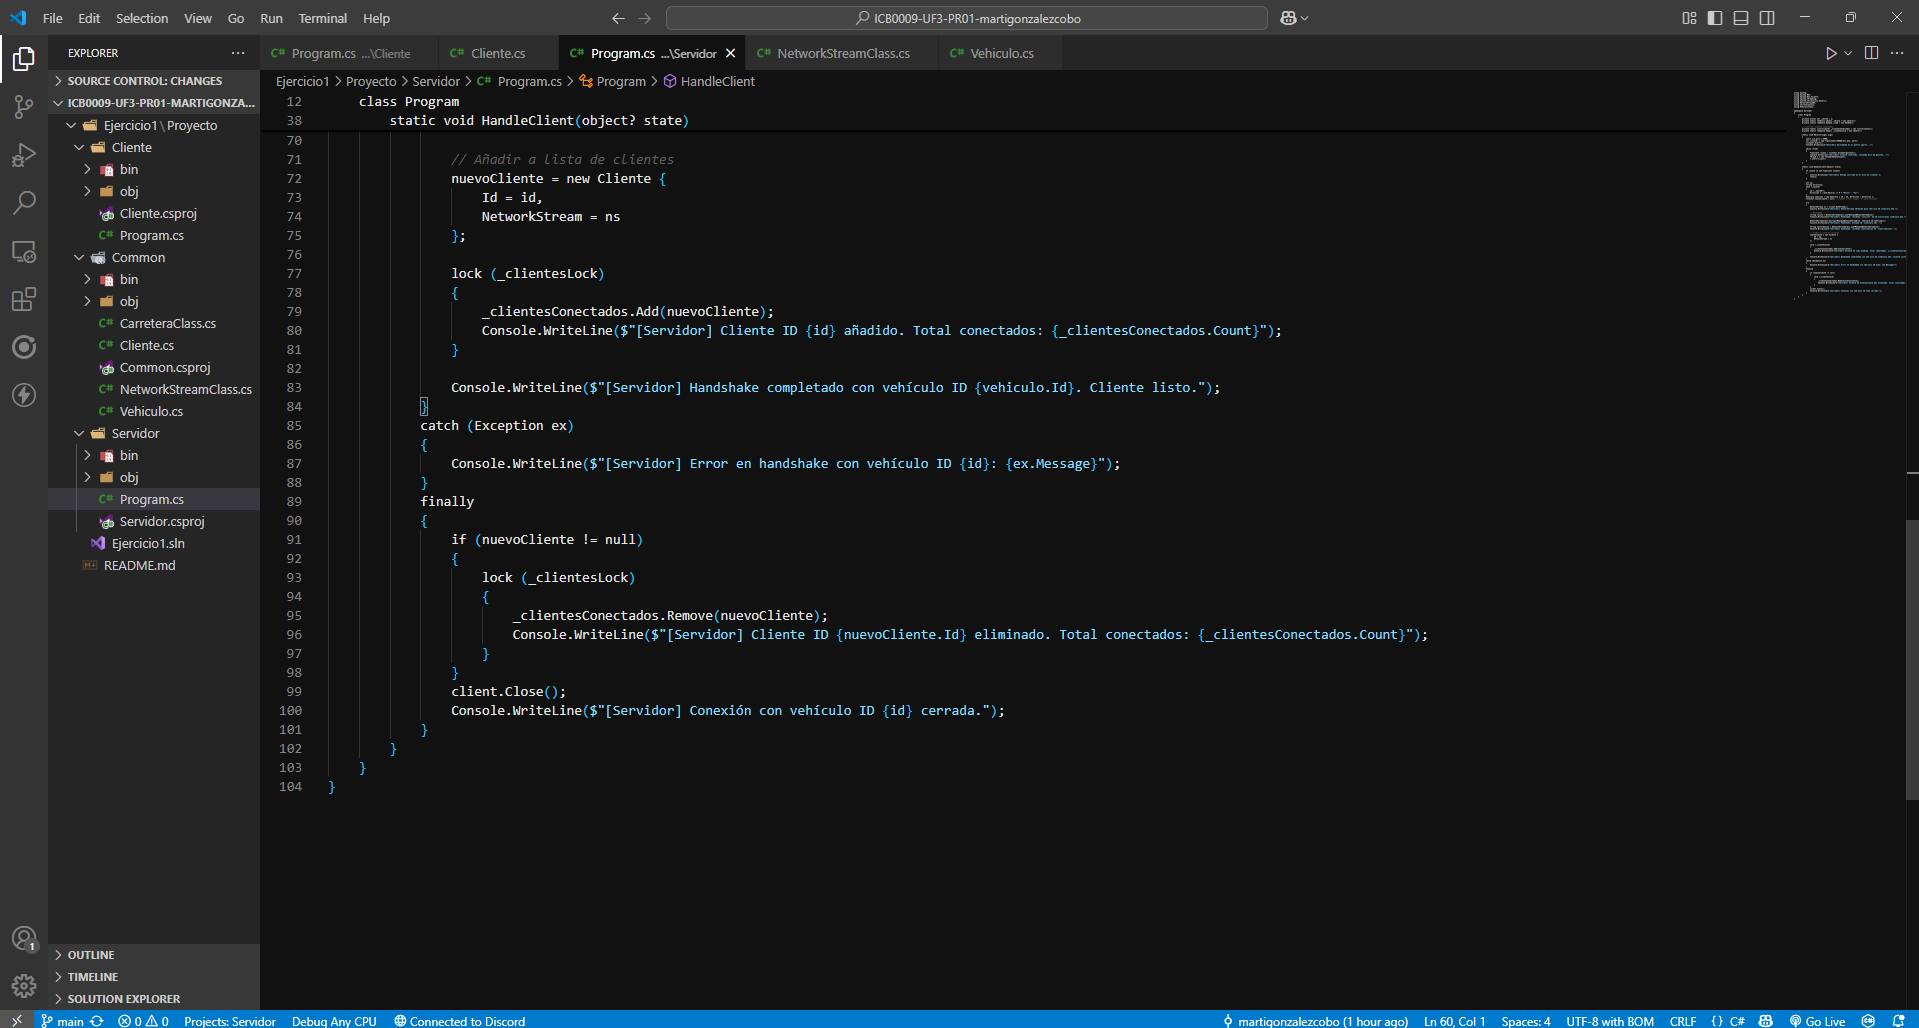 File Edit Selection View Go Run Terminal Help
ICB0009-UF3-PR01-martigonzalezcobo
EXPLORER
SOURCE CONTROL: CHANGES
ICB0009-UF3-PR01-MARTIGONZA...
Ejercicio1\Proyecto
Cliente
bin
obj
Cliente.csproj
Program.cs
Common
bin
obj
CarreteraClass.cs
Cliente.cs
Common.csproj
NetworkStreamClass.cs
Vehiculo.cs
Servidor
bin
obj
Program.cs
Servidor.csproj
Ejercicio1.sln
README.md
OUTLINE
TIMELINE
SOLUTION EXPLORER
Program.cs ...\Cliente
Cliente.cs
Program.cs ...\Servidor
NetworkStreamClass.cs
Vehiculo.cs
Ejercicio1 > Proyecto > Servidor > Program.cs > Program > HandleClient
12 class Program
38 static void HandleClient(object? state)
70
71 // Añadir a lista de clientes
72 nuevoCliente = new Cliente {
73 Id = id,
74 NetworkStream = ns
75 };
76
77 lock (_clientesLock)
78 {
79 _clientesConectados.Add(nuevoCliente);
80 Console.WriteLine($"[Servidor] Cliente ID {id} añadido. Total conectados: {_clientesConectados.Count}");
81 }
82
83 Console.WriteLine($"[Servidor] Handshake completado con vehículo ID {vehiculo.Id}. Cliente listo.");
84 }
85 catch (Exception ex)
86 {
87 Console.WriteLine($"[Servidor] Error en handshake con vehículo ID {id}: {ex.Message}");
88 }
89 finally
90 {
91 if (nuevoCliente != null)
92 {
93 lock (_clientesLock)
94 {
95 _clientesConectados.Remove(nuevoCliente);
96 Console.WriteLine($"[Servidor] Cliente ID {nuevoCliente.Id} eliminado. Total conectados: {_clientesConectados.Count}");
97 }
98 }
99 client.Close();
100 Console.WriteLine($"[Servidor] Conexión con vehículo ID {id} cerrada.");
101 }
102 }
103 }
104 }
1
main 0 0 Projects: Servidor Debug Any CPU Connected to Discord martigonzalezcobo (1 hour ago) Ln 60, Col 1 Spaces: 4 UTF-8 with BOM CRLF {} C# Go Live